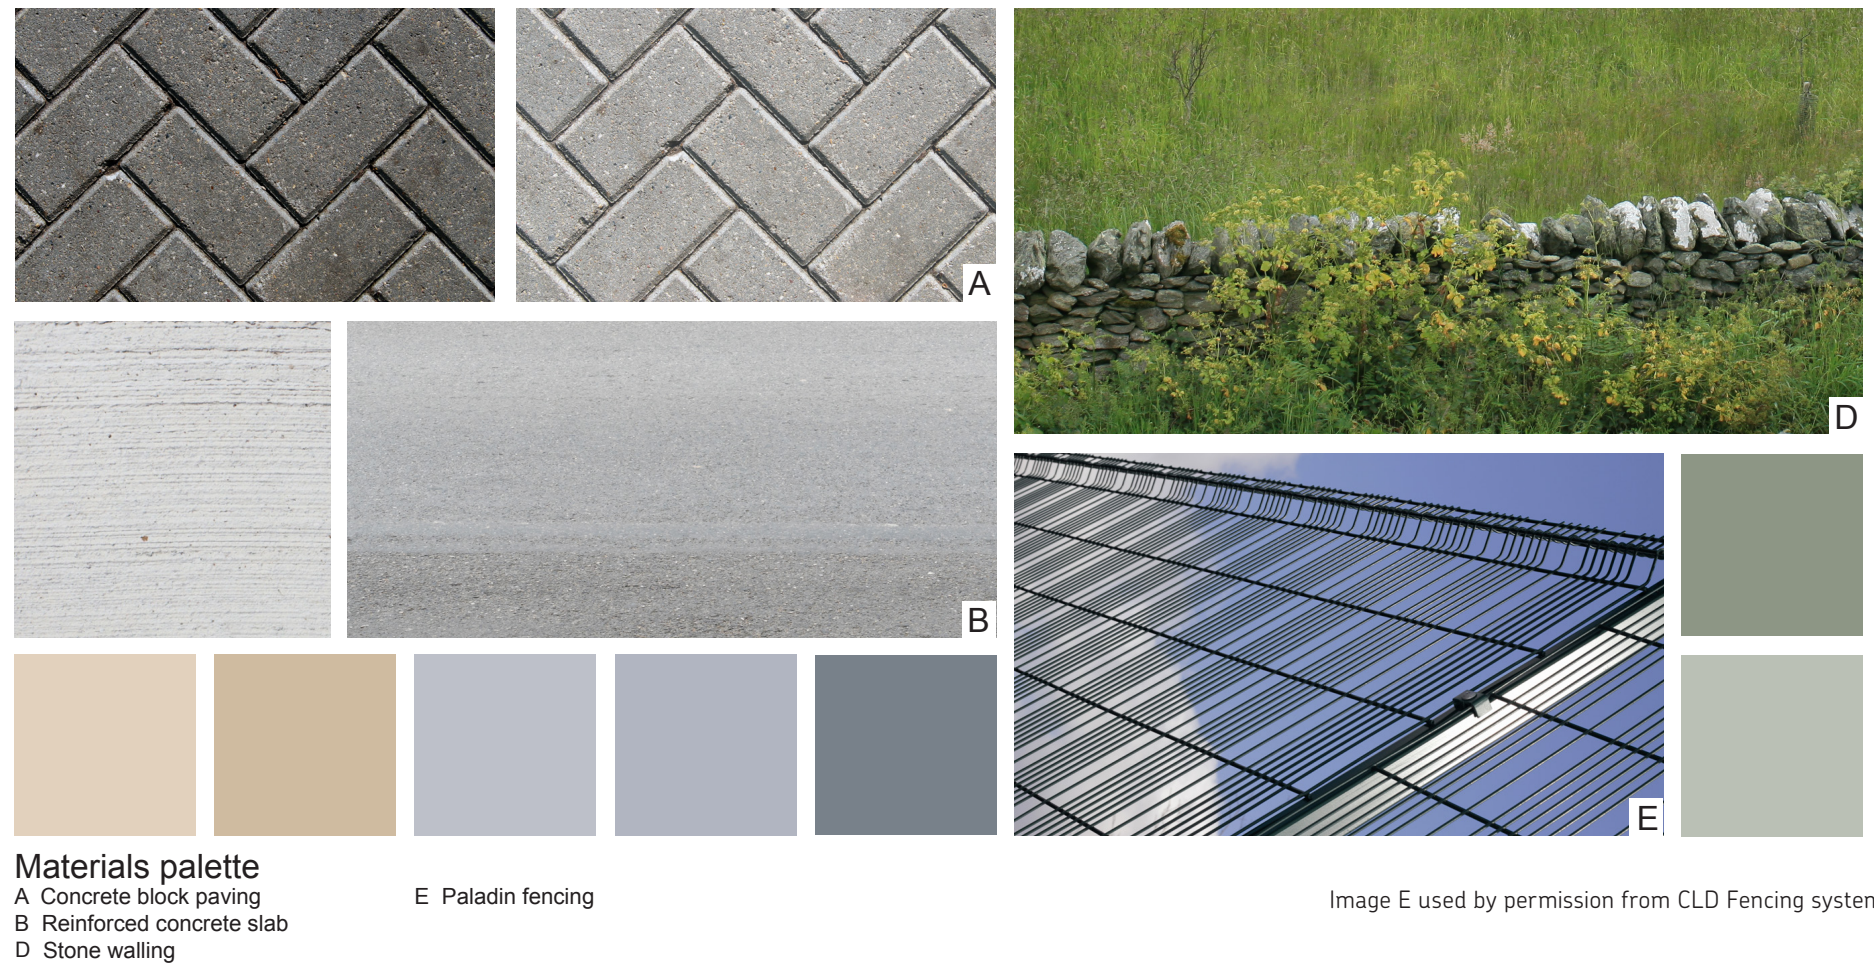 A
B
D
E
Materials palette
A Concrete block paving
B Reinforced concrete slab
D Stone walling
E Paladin fencing
Image E used by permission from CLD Fencing